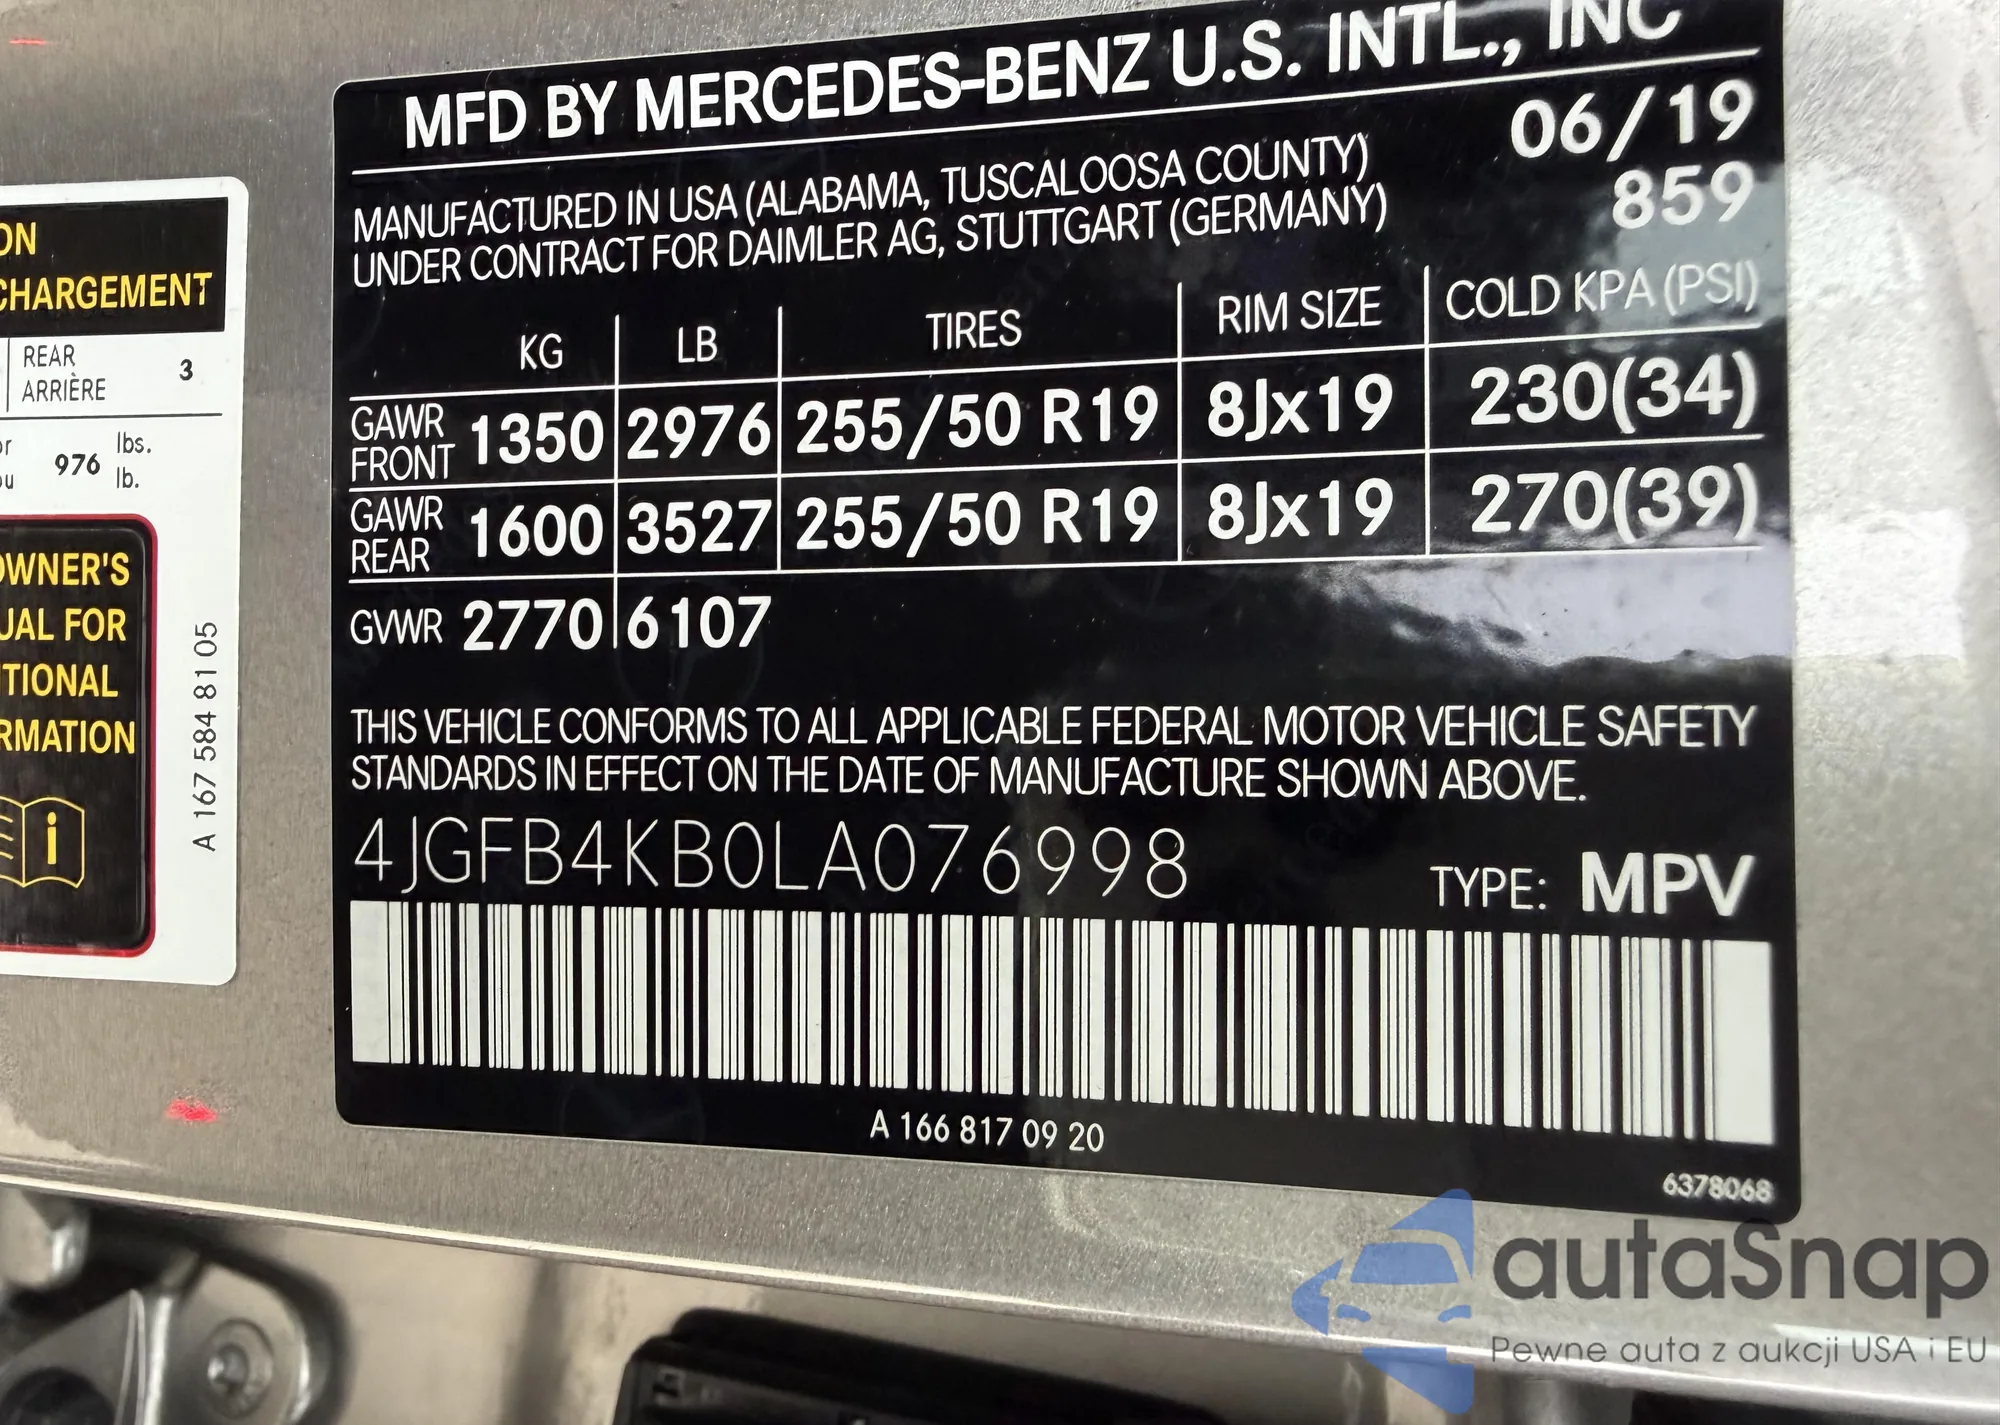 MFD BY MERCEDES-BENZ U.S. INTL., INC
06/19
MANUFACTURED IN USA (ALABAMA, TUSCALOOSA COUNTY)
UNDER CONTRACT FOR DAIMLER AG, STUTTGART (GERMANY)
859
KG LB TIRES RIM SIZE COLD KPA (PSI)
GAWR FRONT 1350 2976 255/50 R19 8Jx19 230(34)
GAWR REAR 1600 3527 255/50 R19 8Jx19 270(39)
GVWR 2770 6107
THIS VEHICLE CONFORMS TO ALL APPLICABLE FEDERAL MOTOR VEHICLE SAFETY
STANDARDS IN EFFECT ON THE DATE OF MANUFACTURE SHOWN ABOVE.
4JGFB4KB0LA076998
TYPE: MPV
A 166 817 09 20
6378068
ON
CHARGEMENT
REAR
ARRIÈRE 3
or lbs.
976
ou lb.
OWNER'S
UAL FOR
TIONAL
RMATION
i
A 167 584 81 05
autaSnap
Pewne auta z aukcji USA i EU